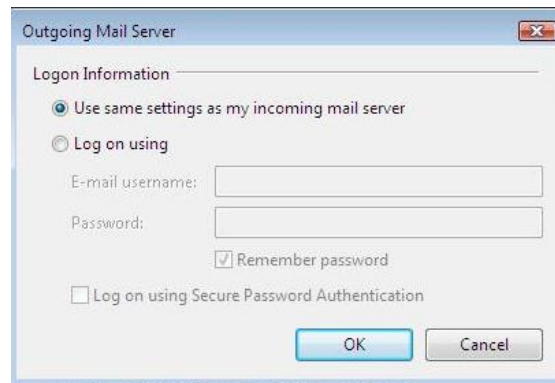 Outgoing Mail Server
Logon Information
Use same settings as my incoming mail server
Log on using
E-mail username:
Password:
Remember password
Log on using Secure Password Authentication
OK Cancel